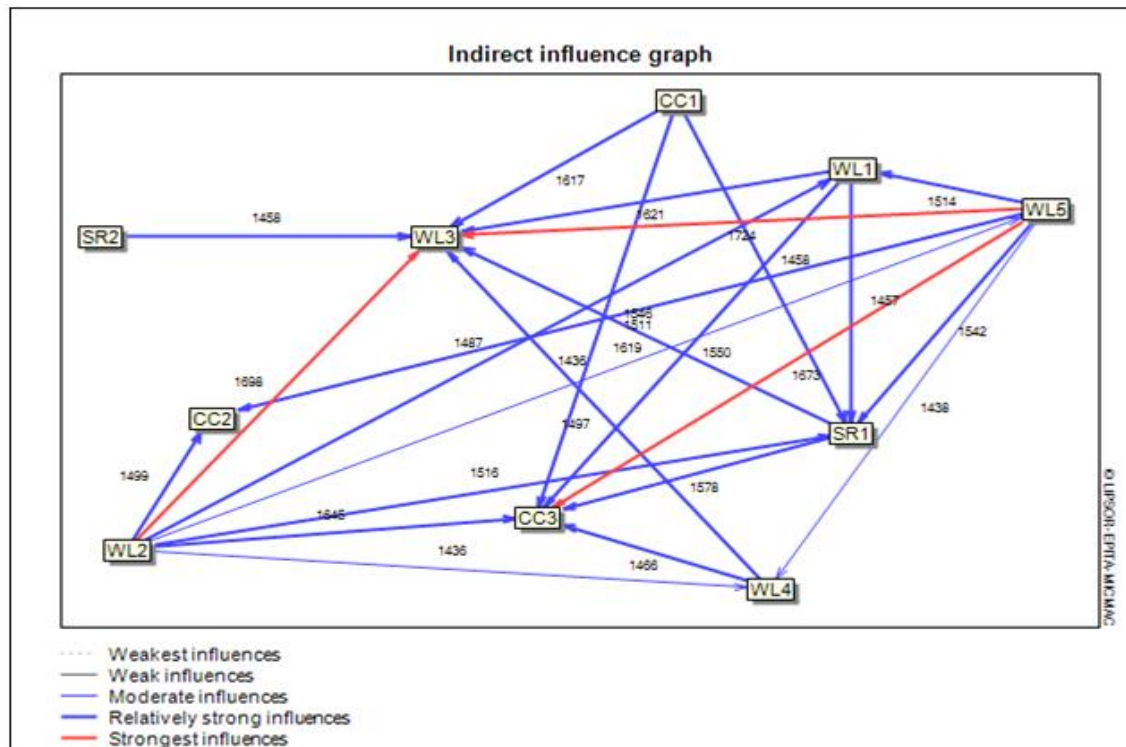 Indirect influence graph
CC1
WL1
1617
WL5
1458
1621
1514
SR2
WL3
1724
1458
1457
1546
1511
1542
1487
1436
1619
1550
1698
1673
CC2
1438
1497
SR1
1499
1516
1578
1645
CC3
WL2
1436
1466
WL4
© LIPSOR-EPITA-MICMAC
Weakest influences
Weak influences
Moderate influences
Relatively strong influences
Strongest influences